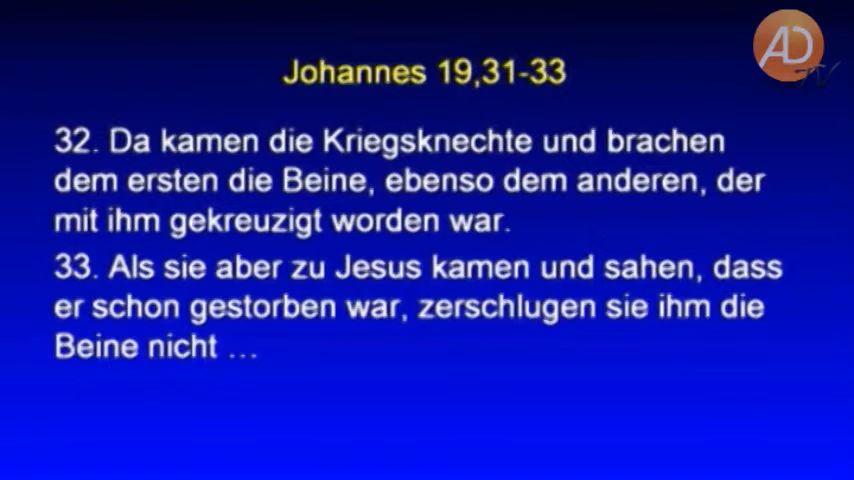 AD
TV
Johannes 19,31-33
32. Da kamen die Kriegsknechte und brachen
dem ersten die Beine, ebenso dem anderen, der
mit ihm gekreuzigt worden war.
33. Als sie aber zu Jesus kamen und sahen, dass
er schon gestorben war, zerschlugen sie ihm die
Beine nicht ...